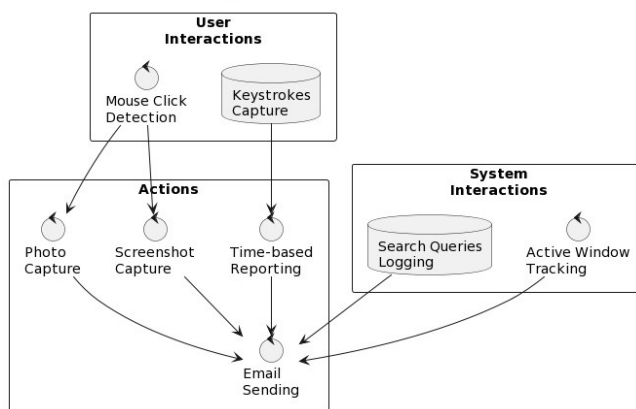 User
Interactions
Mouse Click
Detection
Keystrokes
Capture
Actions
Photo
Capture
Screenshot
Capture
Time-based
Reporting
Email
Sending
System
Interactions
Search Queries
Logging
Active Window
Tracking